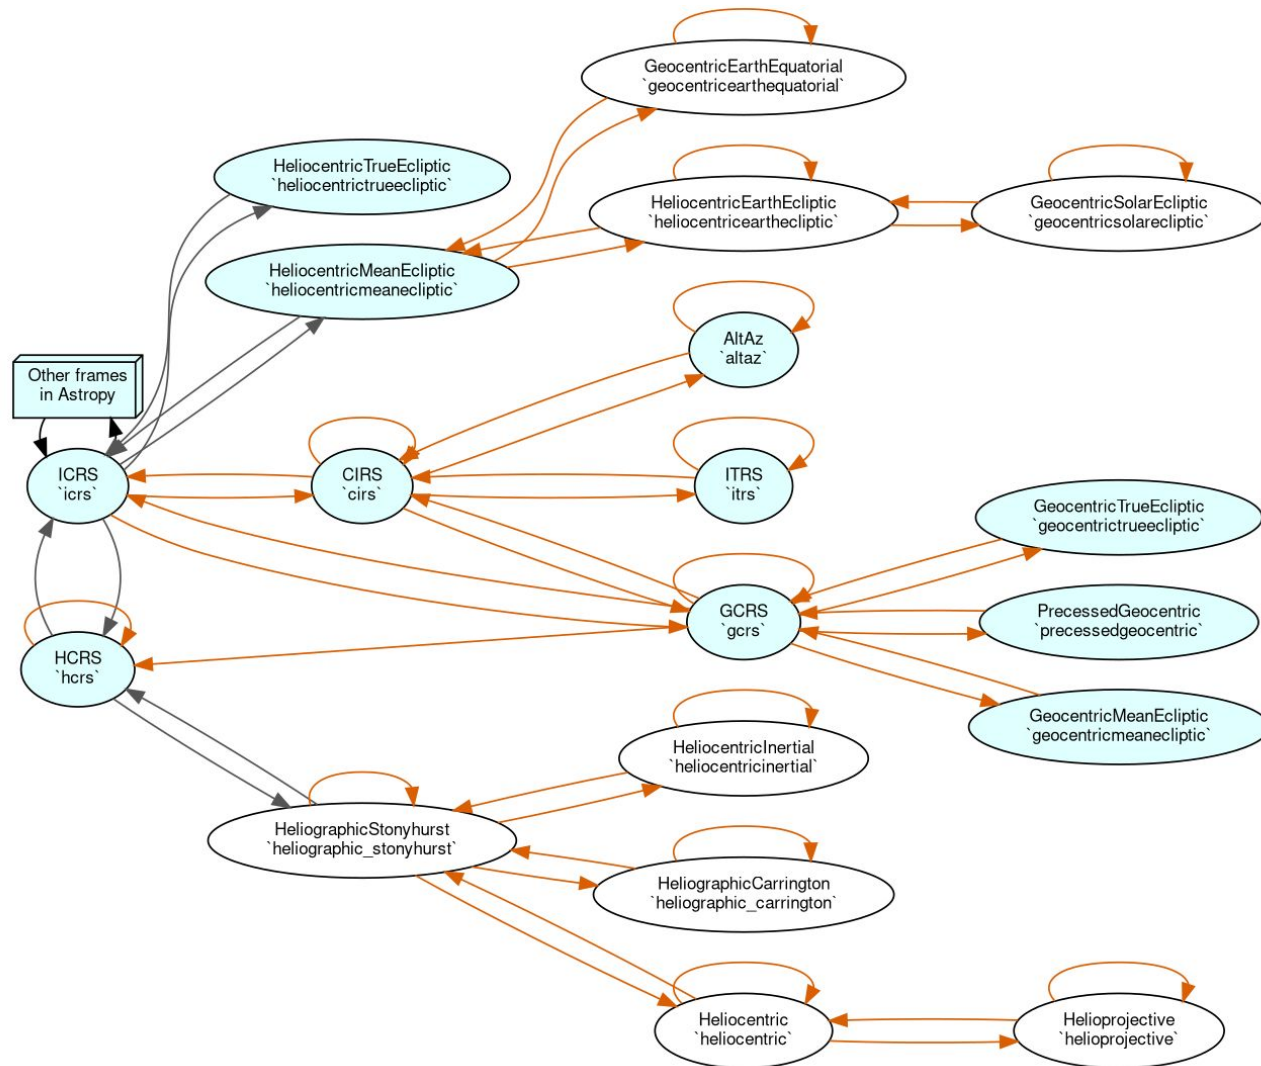 GeocentricEarthEquatorial
`geocentricearthequatorial`
HeliocentricTrueEcliptic
`heliocentrictrueecliptic`
HeliocentricEarthEcliptic
`heliocentricearthecliptic`
GeocentricSolarEcliptic
`geocentricsolarecliptic`
HeliocentricMeanEcliptic
`heliocentricmeanecliptic`
AltAz
`altaz`
Other frames
in Astropy
ICRS
`icrs`
CIRS
`cirs`
ITRS
`itrs`
GeocentricTrueEcliptic
`geocentrictrueecliptic`
GCRS
`gcrs`
PrecessedGeocentric
`precessedgeocentric`
HCRS
`hcrs`
GeocentricMeanEcliptic
`geocentricmeanecliptic`
HeliocentricInertial
`heliocentricinertial`
HeliographicStonyhurst
`heliographic_stonyhurst`
HeliographicCarrington
`heliographic_carrington`
Heliocentric
`heliocentric`
Helioprojective
`helioprojective`